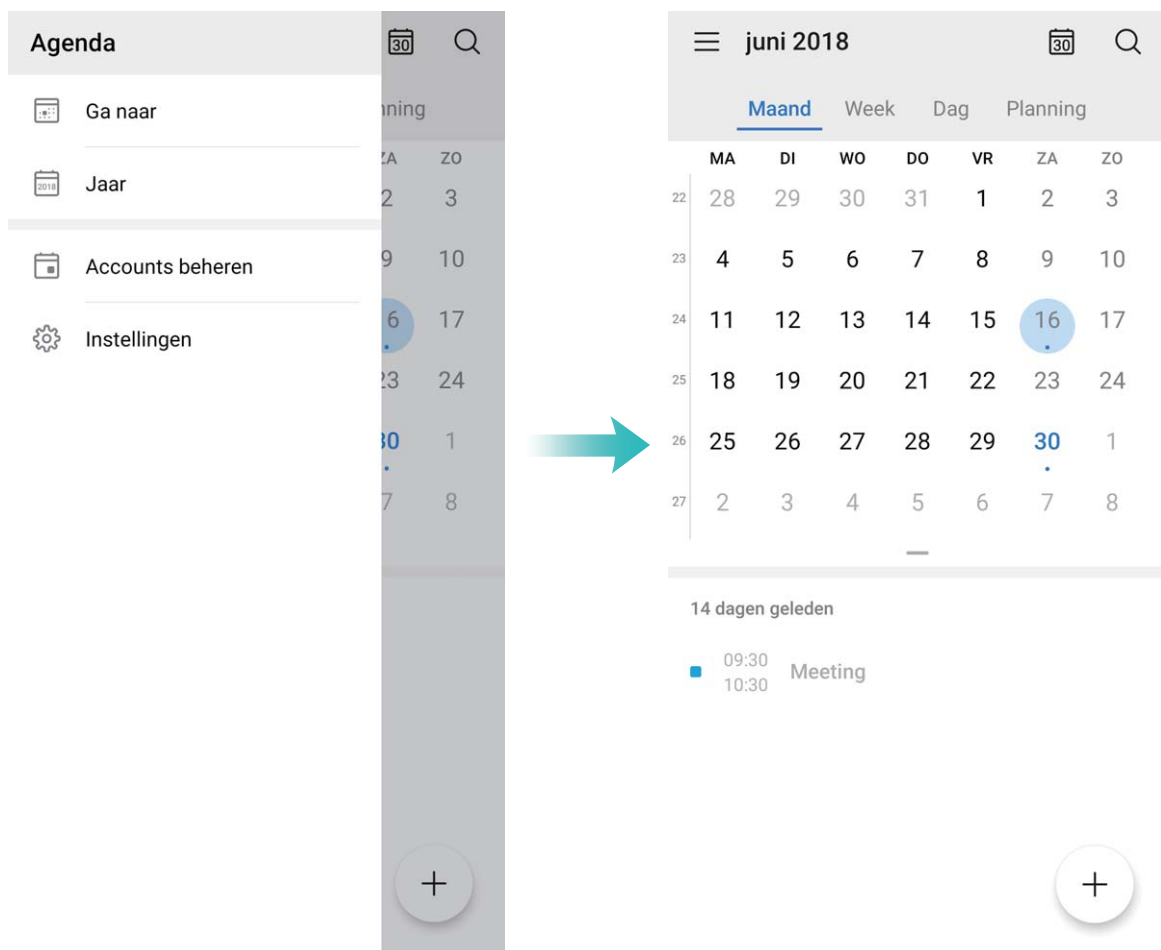 Agenda
30
Ga naar
nning
2018
Jaar
Accounts beheren
Instellingen
ZA ZO
2 3
9 10
6 17
23 24
30 1
7 8
+
juni 2018
30
Maand Week Dag Planning
MA DI WO DO VR ZA ZO
22 28 29 30 31 1 2 3
23 4 5 6 7 8 9 10
24 11 12 13 14 15 16 17
25 18 19 20 21 22 23 24
26 25 26 27 28 29 30 1
27 2 3 4 5 6 7 8
14 dagen geleden
09:30
10:30
Meeting
+